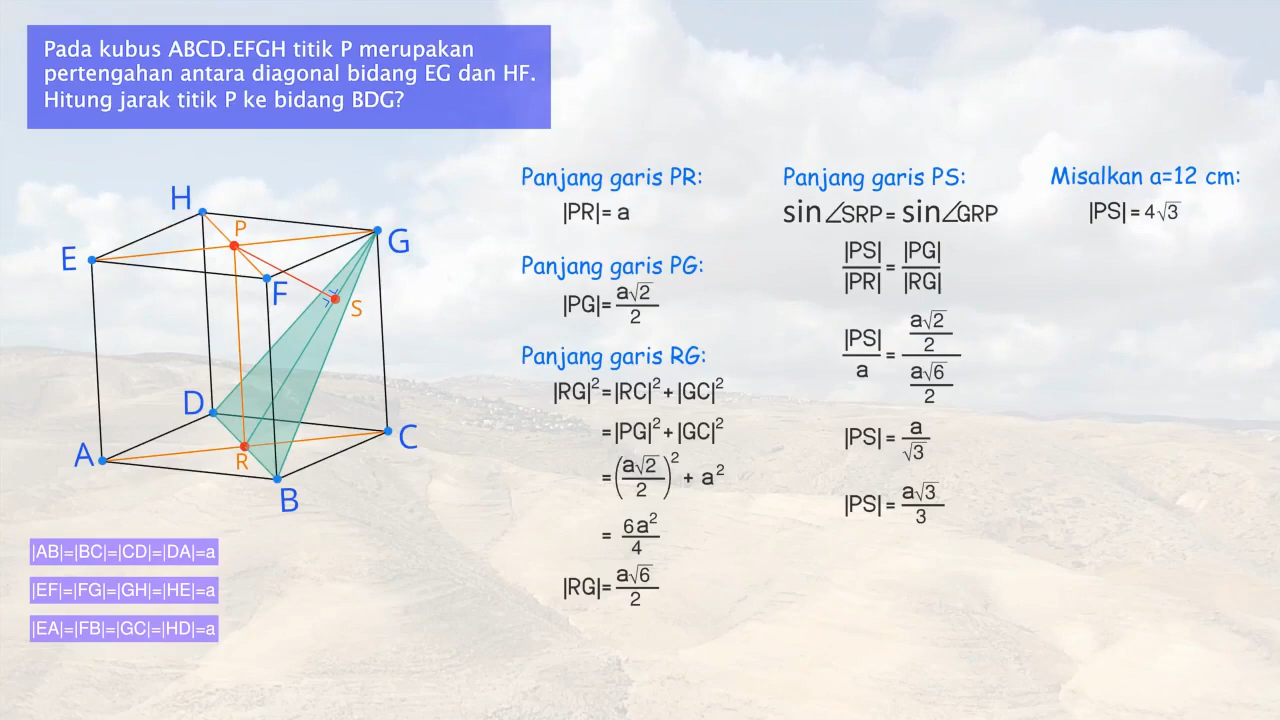 Pada kubus ABCD.EFGH titik P merupakan
pertengahan antara diagonal bidang EG dan HF.
Hitung jarak titik P ke bidang BDG?
H
P
E
G
F
S
D
A
R
C
B
|AB|=|BC|=|CD|=|DA|=a
|EF|=|FG|=|GH|=|HE|=a
|EA|=|FB|=|GC|=|HD|=a
Panjang garis PR:
|PR|= a
Panjang garis PG:
|PG|= a√2/2
Panjang garis RG:
|RG|²=|RC|²+|GC|²
=|PG|²+|GC|²
=(a√2/2)² + a²
= 6a²/4
|RG|= a√6/2
Panjang garis PS:
sin∠SRP = sin∠GRP
|PS|/|PR| = |PG|/|RG|
|PS|/a = (a√2/2)/(a√6/2)
|PS|= a/√3
|PS|= a√3/3
Misalkan a=12 cm:
|PS|= 4√3